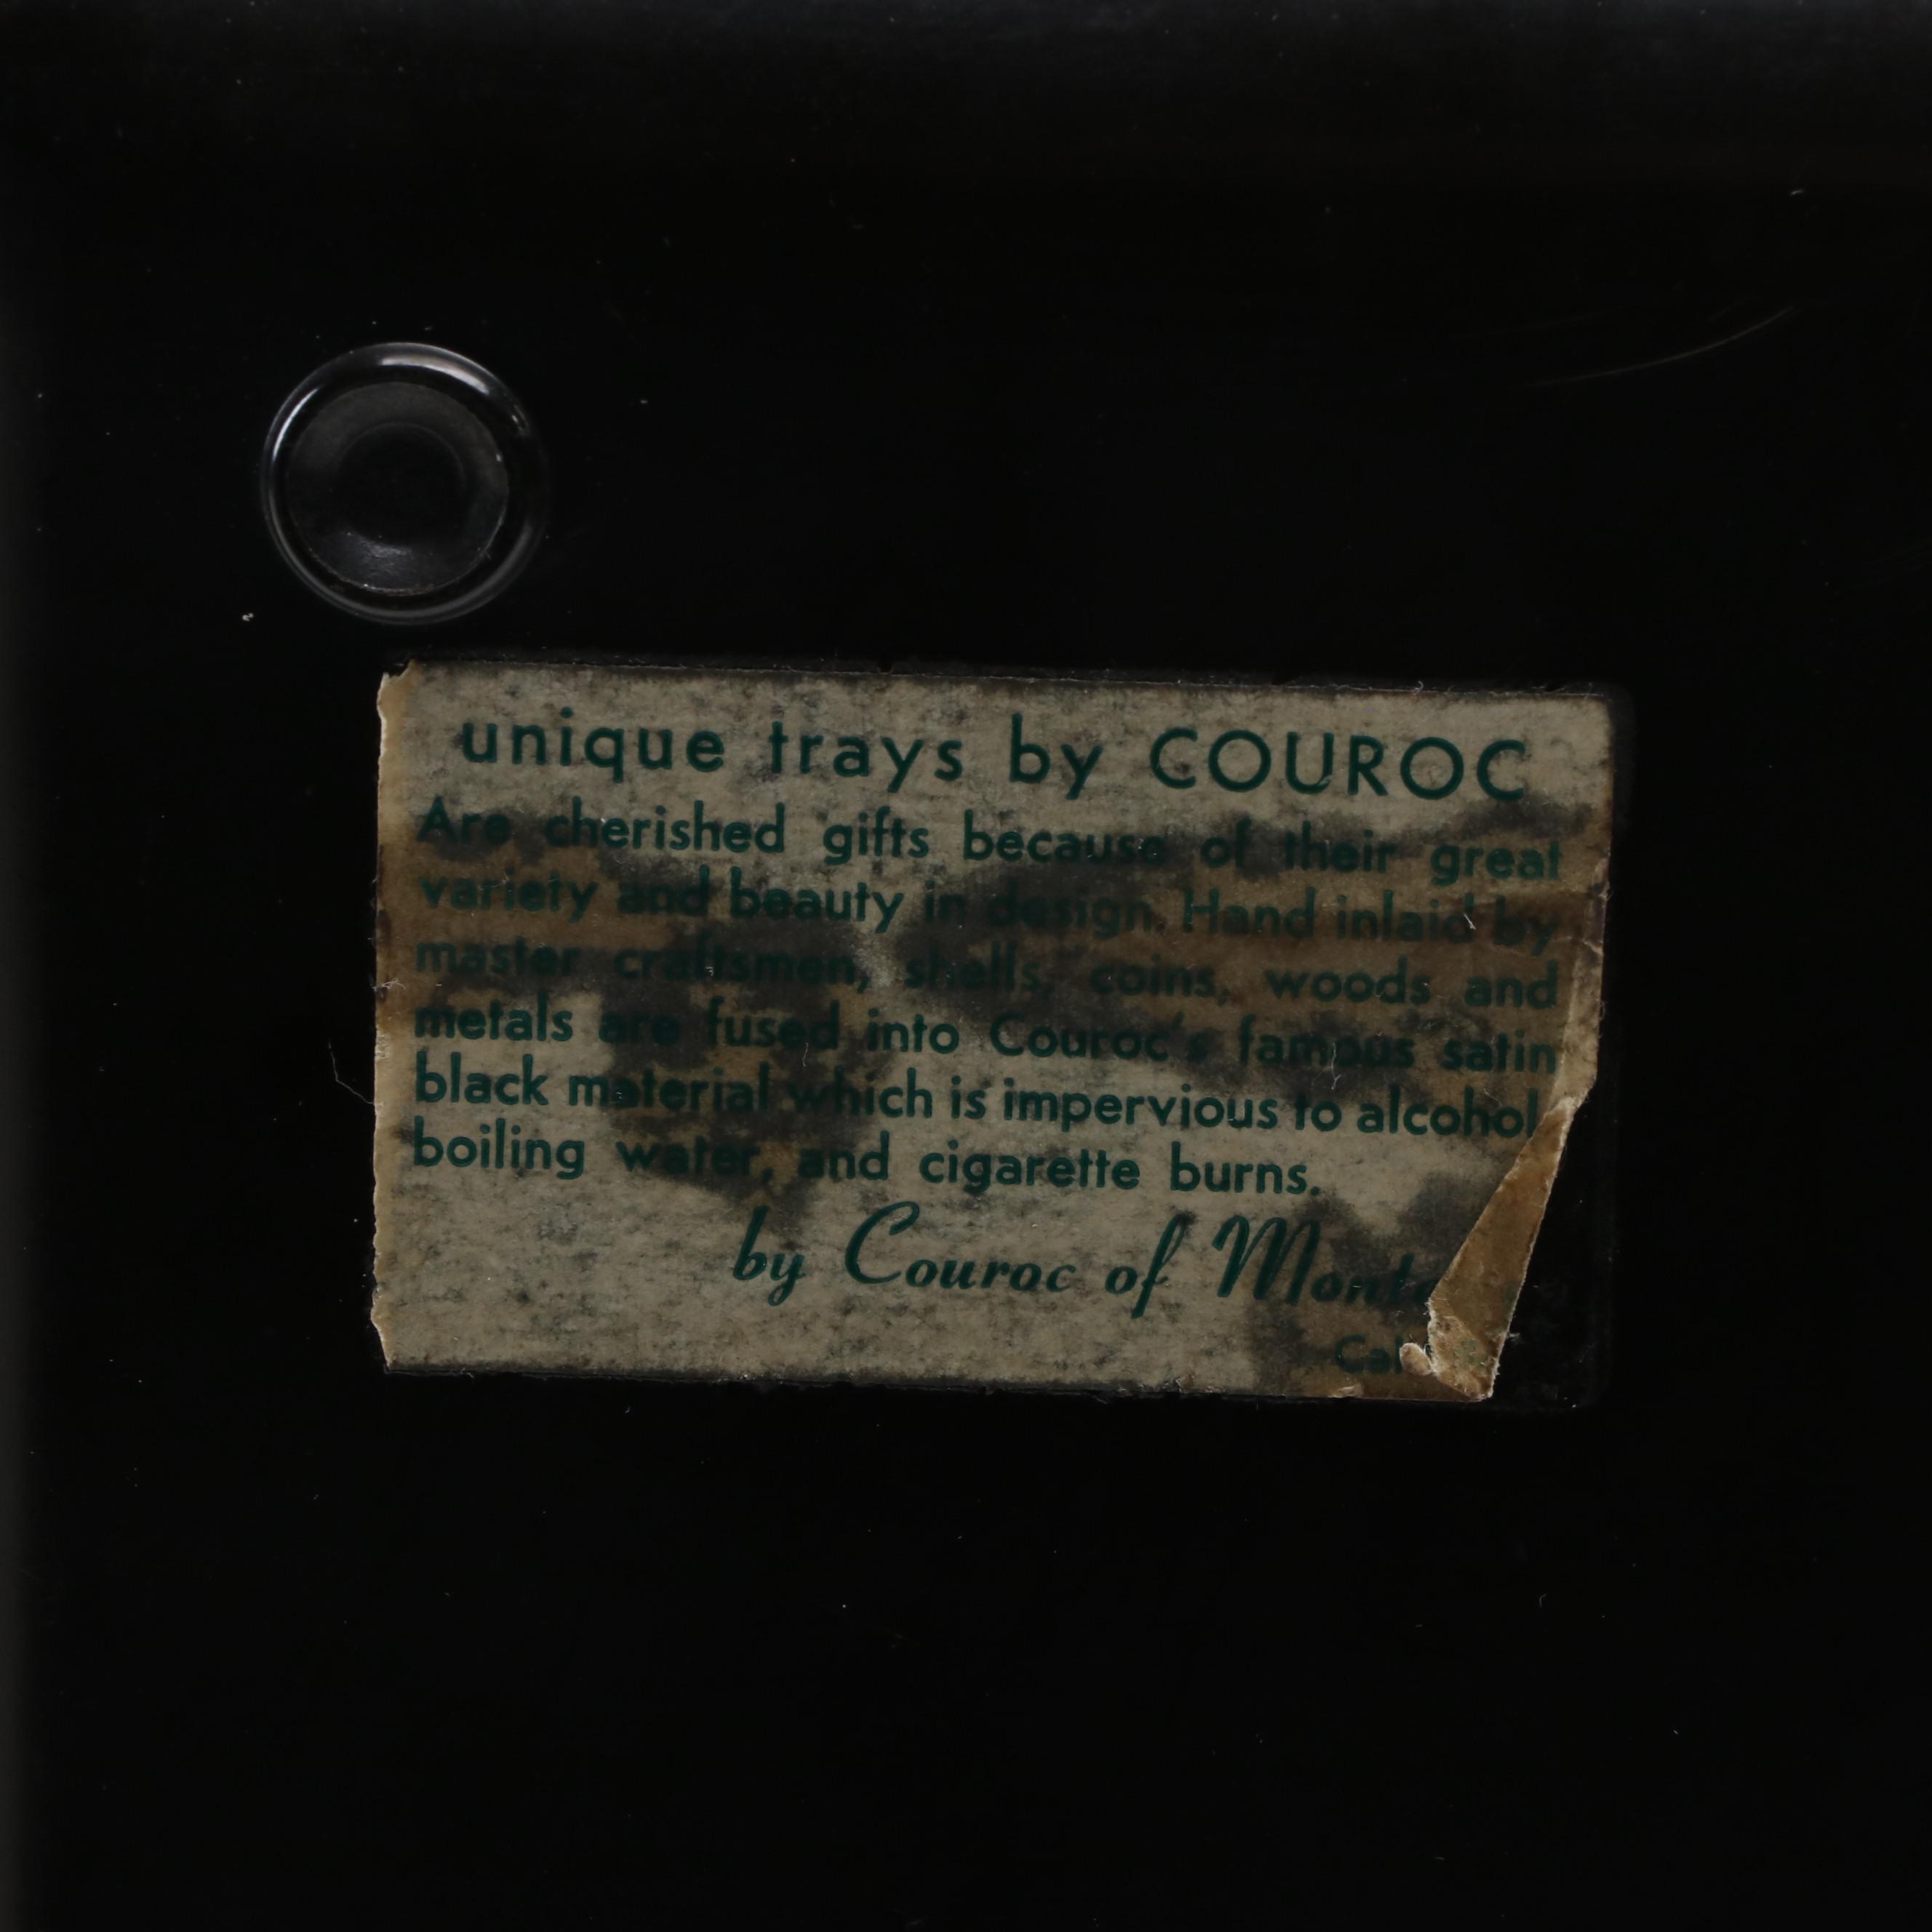 unique trays by COUROC
Are cherished gifts because of their great
variety and beauty in design. Hand inlaid by
master craftsmen, shells, coins, woods and
metals are fused into Couroc's famous satin
black material which is impervious to alcohol,
boiling water, and cigarette burns.
by Couroc of